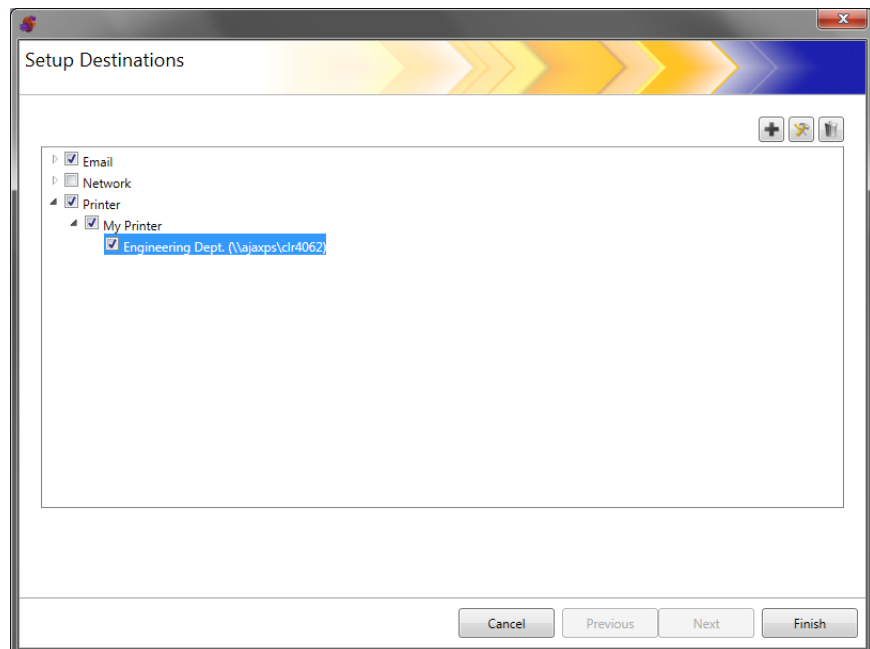 Setup Destinations
Email
Network
Printer
My Printer
Engineering Dept. (\\ajaxps\clr4062)
Cancel Previous Next Finish